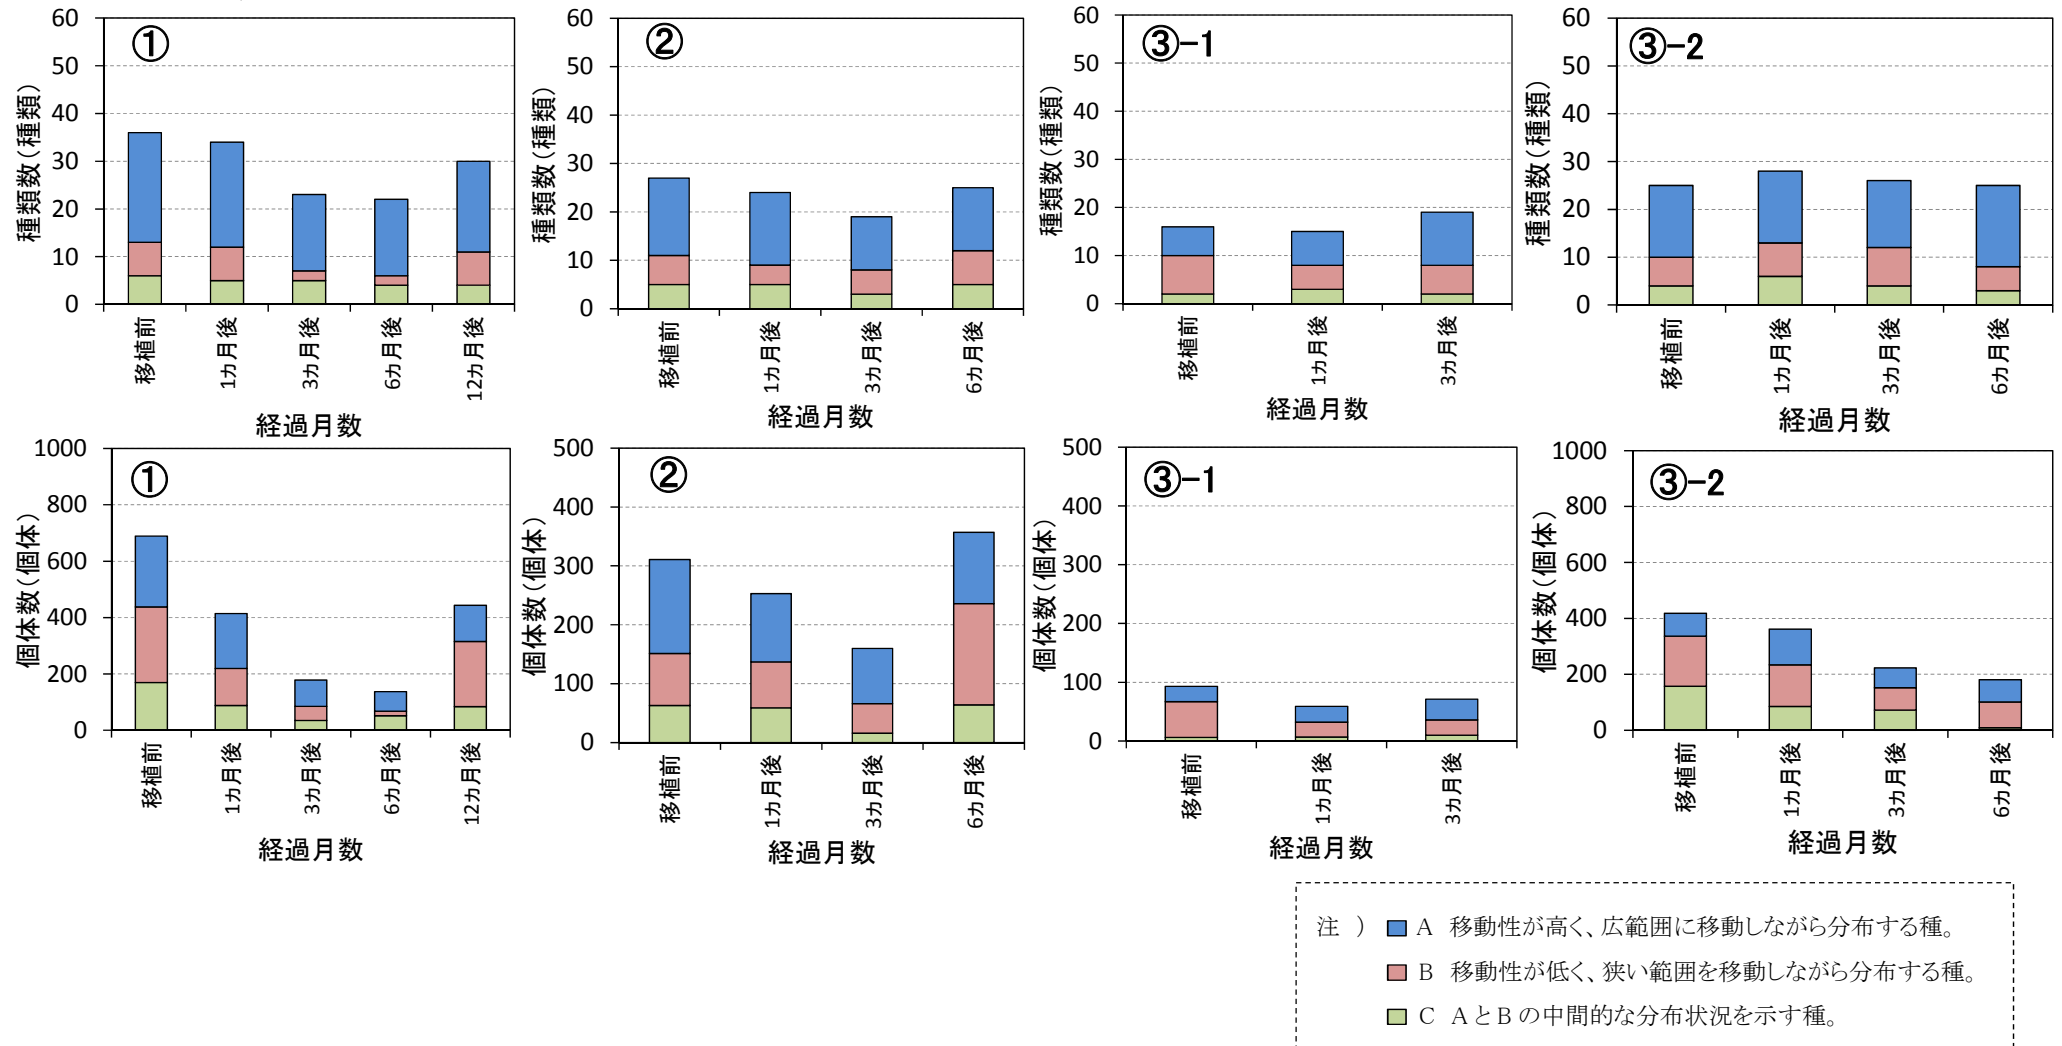 ①
種類数(種類)
60
50
40
30
20
10
0
移植前
1カ月後
3カ月後
6カ月後
12カ月後
経過月数
②
種類数(種類)
60
50
40
30
20
10
0
移植前
1カ月後
3カ月後
6カ月後
経過月数
③-1
種類数(種類)
60
50
40
30
20
10
0
移植前
1カ月後
3カ月後
経過月数
③-2
種類数(種類)
60
50
40
30
20
10
0
移植前
1カ月後
3カ月後
6カ月後
経過月数
①
個体数(個体)
1000
800
600
400
200
0
移植前
1カ月後
3カ月後
6カ月後
12カ月後
経過月数
②
個体数(個体)
500
400
300
200
100
0
移植前
1カ月後
3カ月後
6カ月後
経過月数
③-1
個体数(個体)
500
400
300
200
100
0
移植前
1カ月後
3カ月後
経過月数
③-2
個体数(個体)
1000
800
600
400
200
0
移植前
1カ月後
3カ月後
6カ月後
経過月数
注 ) A 移動性が高く、広範囲に移動しながら分布する種。
B 移動性が低く、狭い範囲を移動しながら分布する種。
C AとBの中間的な分布状況を示す種。